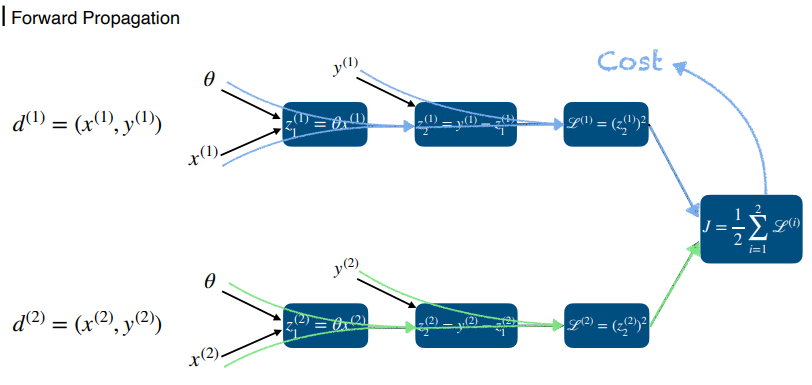 Forward Propagation
Cost
θ
y⁽¹⁾
d⁽¹⁾ = (x⁽¹⁾, y⁽¹⁾)
z₁⁽¹⁾ = θx⁽¹⁾
z₂⁽¹⁾ = y⁽¹⁾ − z₁⁽¹⁾
ℒ⁽¹⁾ = (z₂⁽¹⁾)²
x⁽¹⁾
J = 1/2 ∑_{i=1}^{2} ℒ⁽ⁱ⁾
θ
y⁽²⁾
d⁽²⁾ = (x⁽²⁾, y⁽²⁾)
z₁⁽²⁾ = θx⁽²⁾
z₂⁽²⁾ = y⁽²⁾ − z₁⁽²⁾
ℒ⁽²⁾ = (z₂⁽²⁾)²
x⁽²⁾